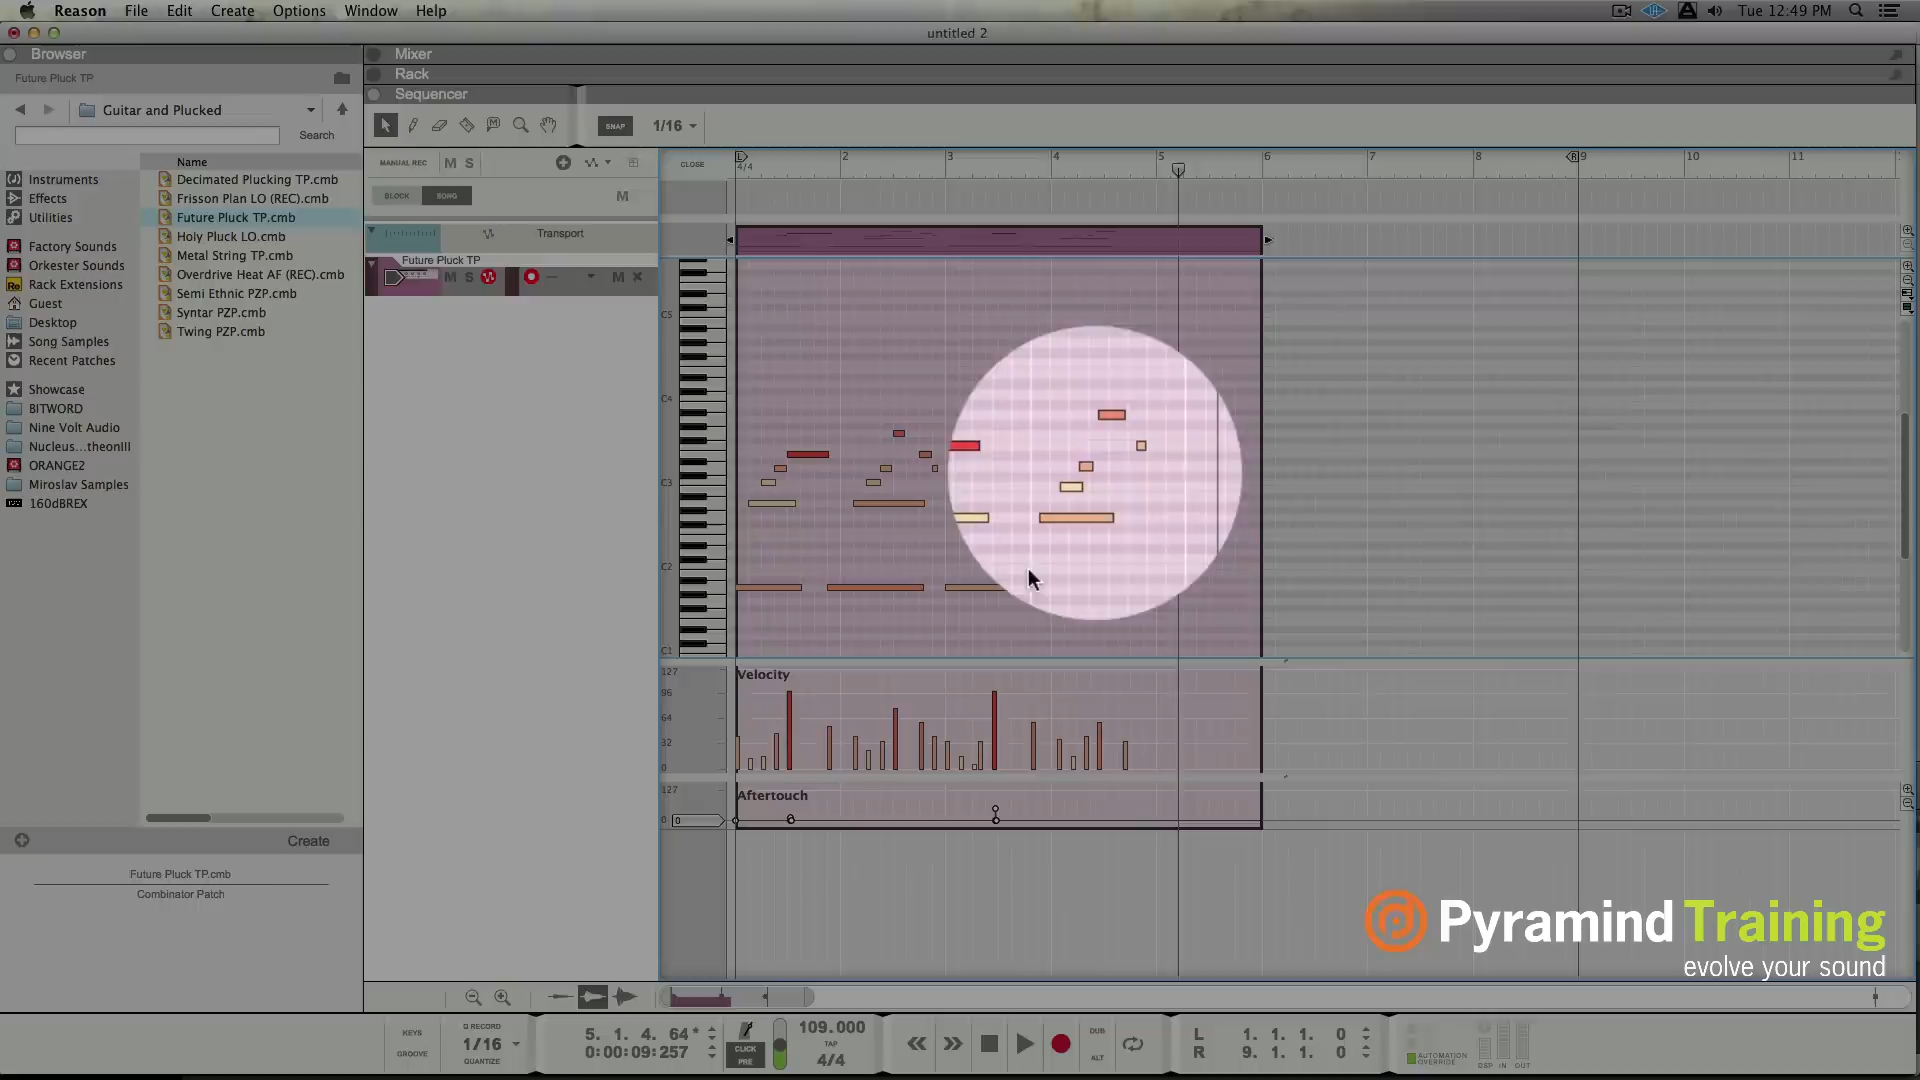 Reason File Edit Create Options Window Help
Tue 12:49 PM
untitled 2
Browser
Future Pluck TP
Guitar and Plucked
Search
Name
Instruments
Effects
Utilities
Factory Sounds
Orkester Sounds
Rack Extensions
Guest
Desktop
Song Samples
Recent Patches
Showcase
BITWORD
Nine Volt Audio
Nucleus...theonIII
ORANGE2
Miroslav Samples
160dBREX
Decimated Plucking TP.cmb
Frisson Plan LO (REC).cmb
Future Pluck TP.cmb
Holy Pluck LO.cmb
Metal String TP.cmb
Overdrive Heat AF (REC).cmb
Semi Ethnic PZP.cmb
Syntar PZP.cmb
Twing PZP.cmb
Create
Future Pluck TP.cmb
Combinator Patch
Mixer
Rack
Sequencer
SNAP 1/16
MANUAL REC M S
BLOCK SONG M
Transport
Future Pluck TP
M S M
CLOSE
L 2 3 4 5 6 7 8 R 9 10 11
4/4
C5
C4
C3
C2
C1
Velocity
127
96
64
32
0
Aftertouch
127
0 0
Pyramind Training
evolve your sound
KEYS
GROOVE
RECORD
1/16
QUANTIZE
5. 1. 4. 64*
0:00:09:257
CLICK
PRE
109.000
TAP
4/4
DUB
ALT
L 1. 1. 1. 0
R 9. 1. 1. 0
AUTOMATION
OVERRIDE
DSP IN OUT